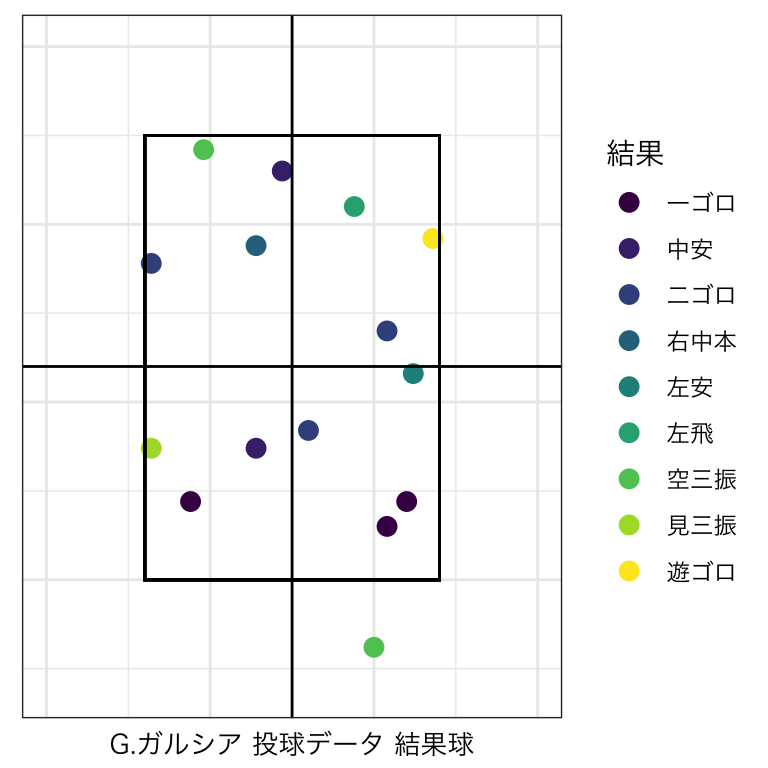 結果
一ゴロ
中安
二ゴロ
右中本
左安
左飛
空三振
見三振
遊ゴロ
G.ガルシア 投球データ 結果球